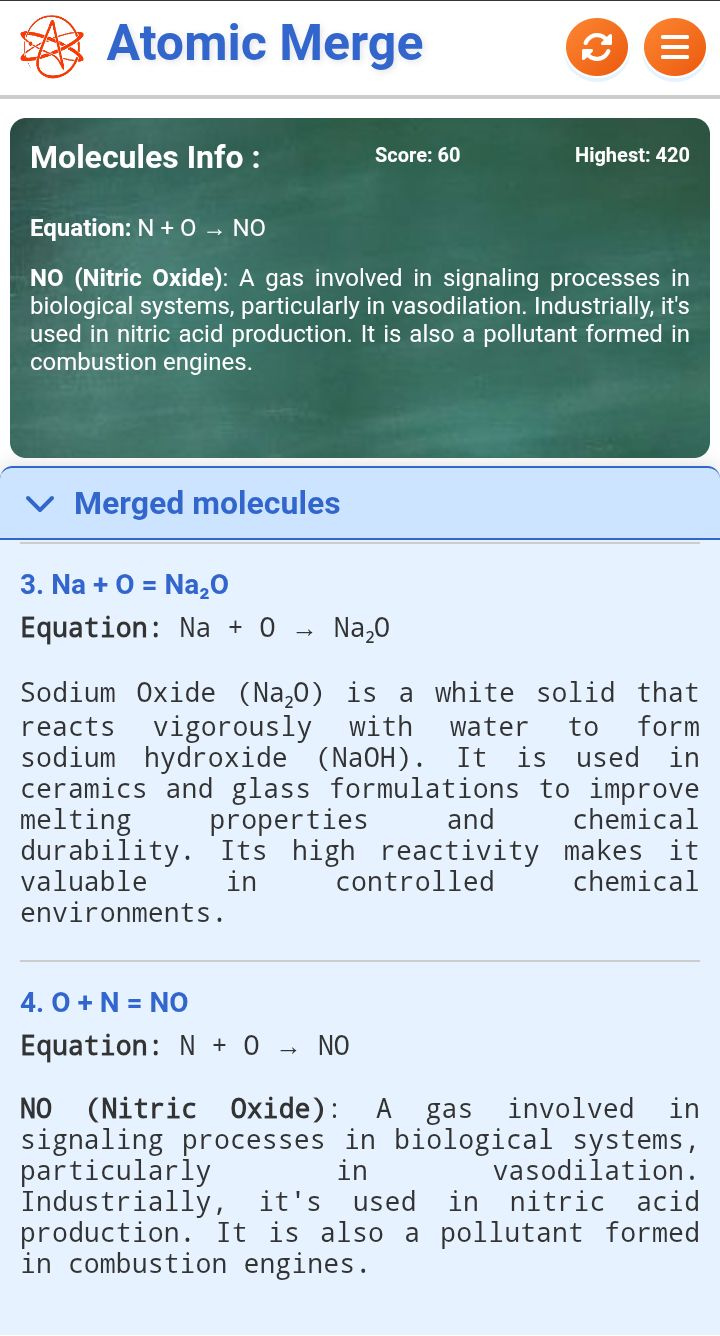 Atomic Merge
Molecules Info :
Score: 60
Highest: 420
Equation: N + O → NO
NO (Nitric Oxide): A gas involved in signaling processes in
biological systems, particularly in vasodilation. Industrially, it's
used in nitric acid production. It is also a pollutant formed in
combustion engines.
Merged molecules
3. Na + O = Na₂O
Equation: Na + O → Na₂O
Sodium Oxide (Na₂O) is a white solid that
reacts vigorously with water to form
sodium hydroxide (NaOH). It is used in
ceramics and glass formulations to improve
melting properties and chemical
durability. Its high reactivity makes it
valuable in controlled chemical
environments.
4. O + N = NO
Equation: N + O → NO
NO (Nitric Oxide): A gas involved in
signaling processes in biological systems,
particularly in vasodilation.
Industrially, it's used in nitric acid
production. It is also a pollutant formed
in combustion engines.